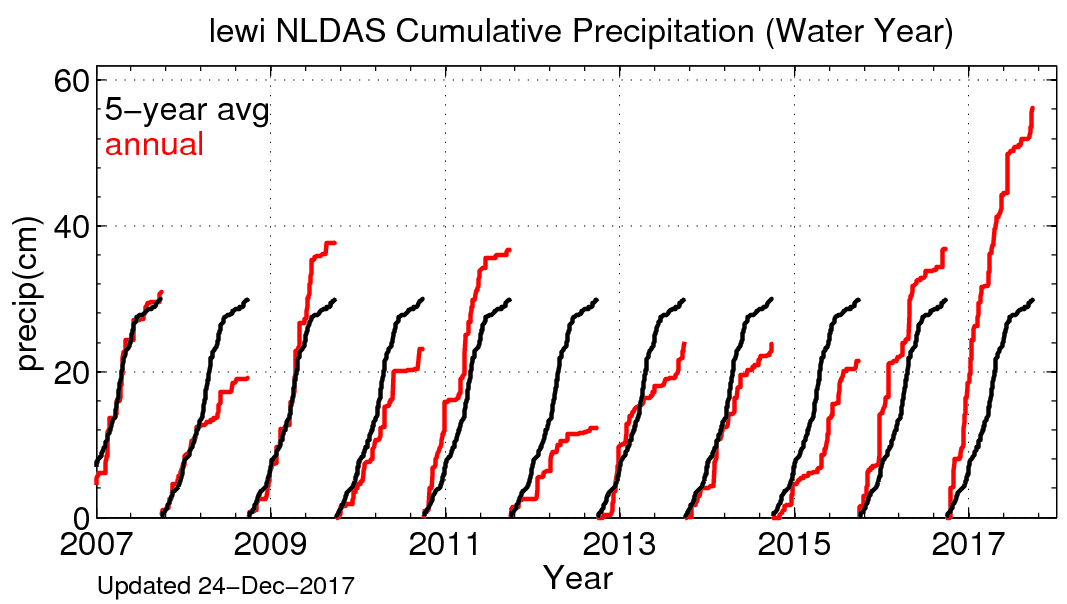 lewi NLDAS Cumulative Precipitation (Water Year)
60
5−year avg
annual
40
precip(cm)
20
0
2007 2009 2011 2013 2015 2017
Year
Updated 24−Dec−2017